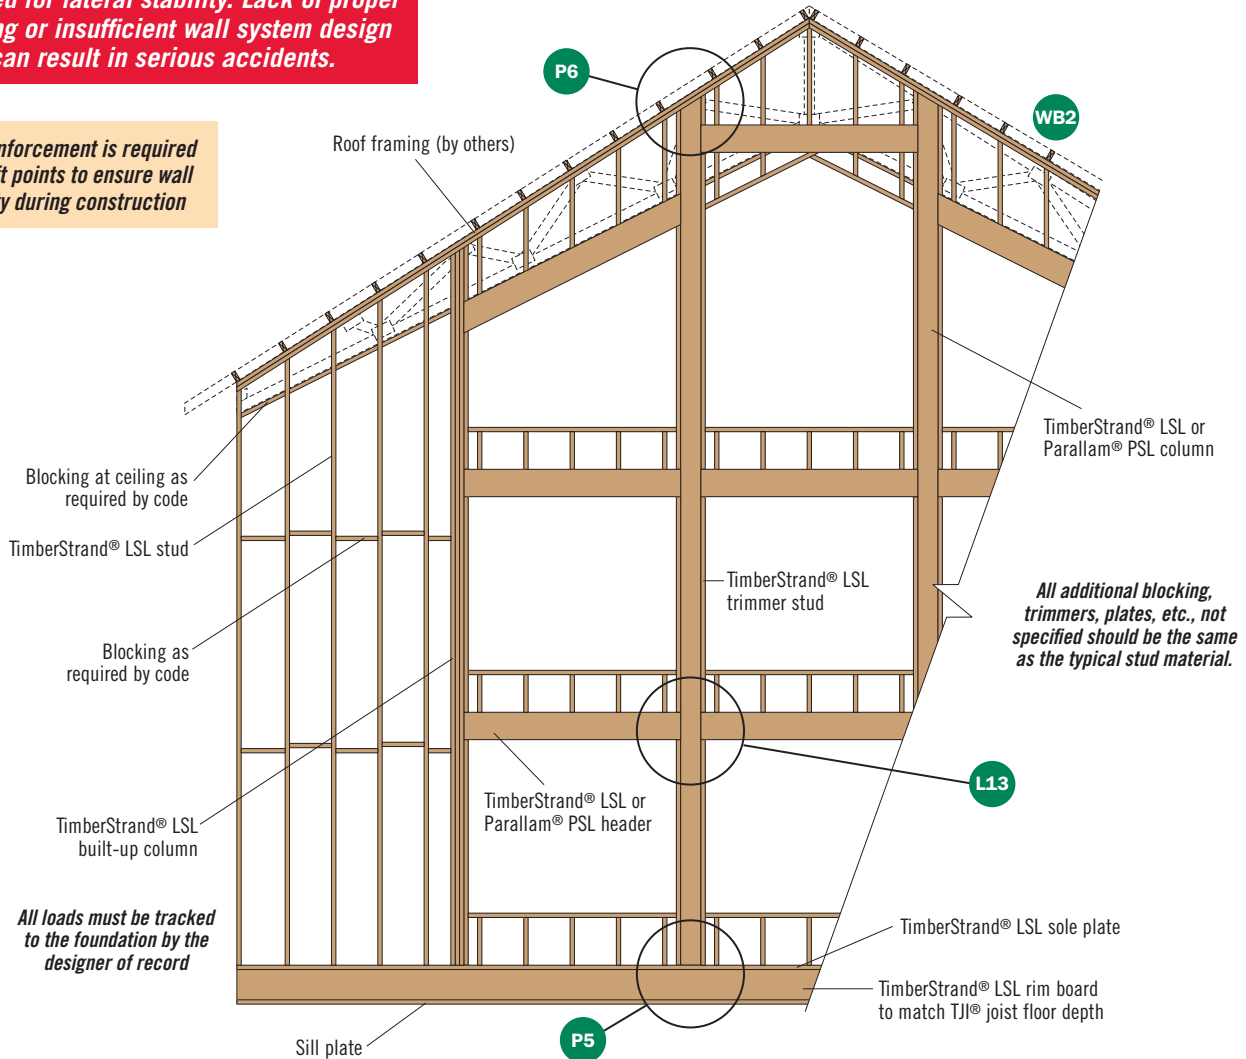 for lateral stability. Lack of proper
or insufficient wall system design
can result in serious accidents.
is required
points to ensure wall
during construction
P6
WB2
Roof framing (by others)
Blocking at ceiling as
required by code
TimberStrand® LSL stud
Blocking as
required by code
TimberStrand® LSL
built-up column
All loads must be tracked
to the foundation by the
designer of record
TimberStrand® LSL or
Parallam® PSL column
TimberStrand® LSL
trimmer stud
All additional blocking,
trimmers, plates, etc., not
specified should be the same
as the typical stud material.
TimberStrand® LSL or
Parallam® PSL header
L13
TimberStrand® LSL sole plate
TimberStrand® LSL rim board
to match TJI® joist floor depth
P5
Sill plate